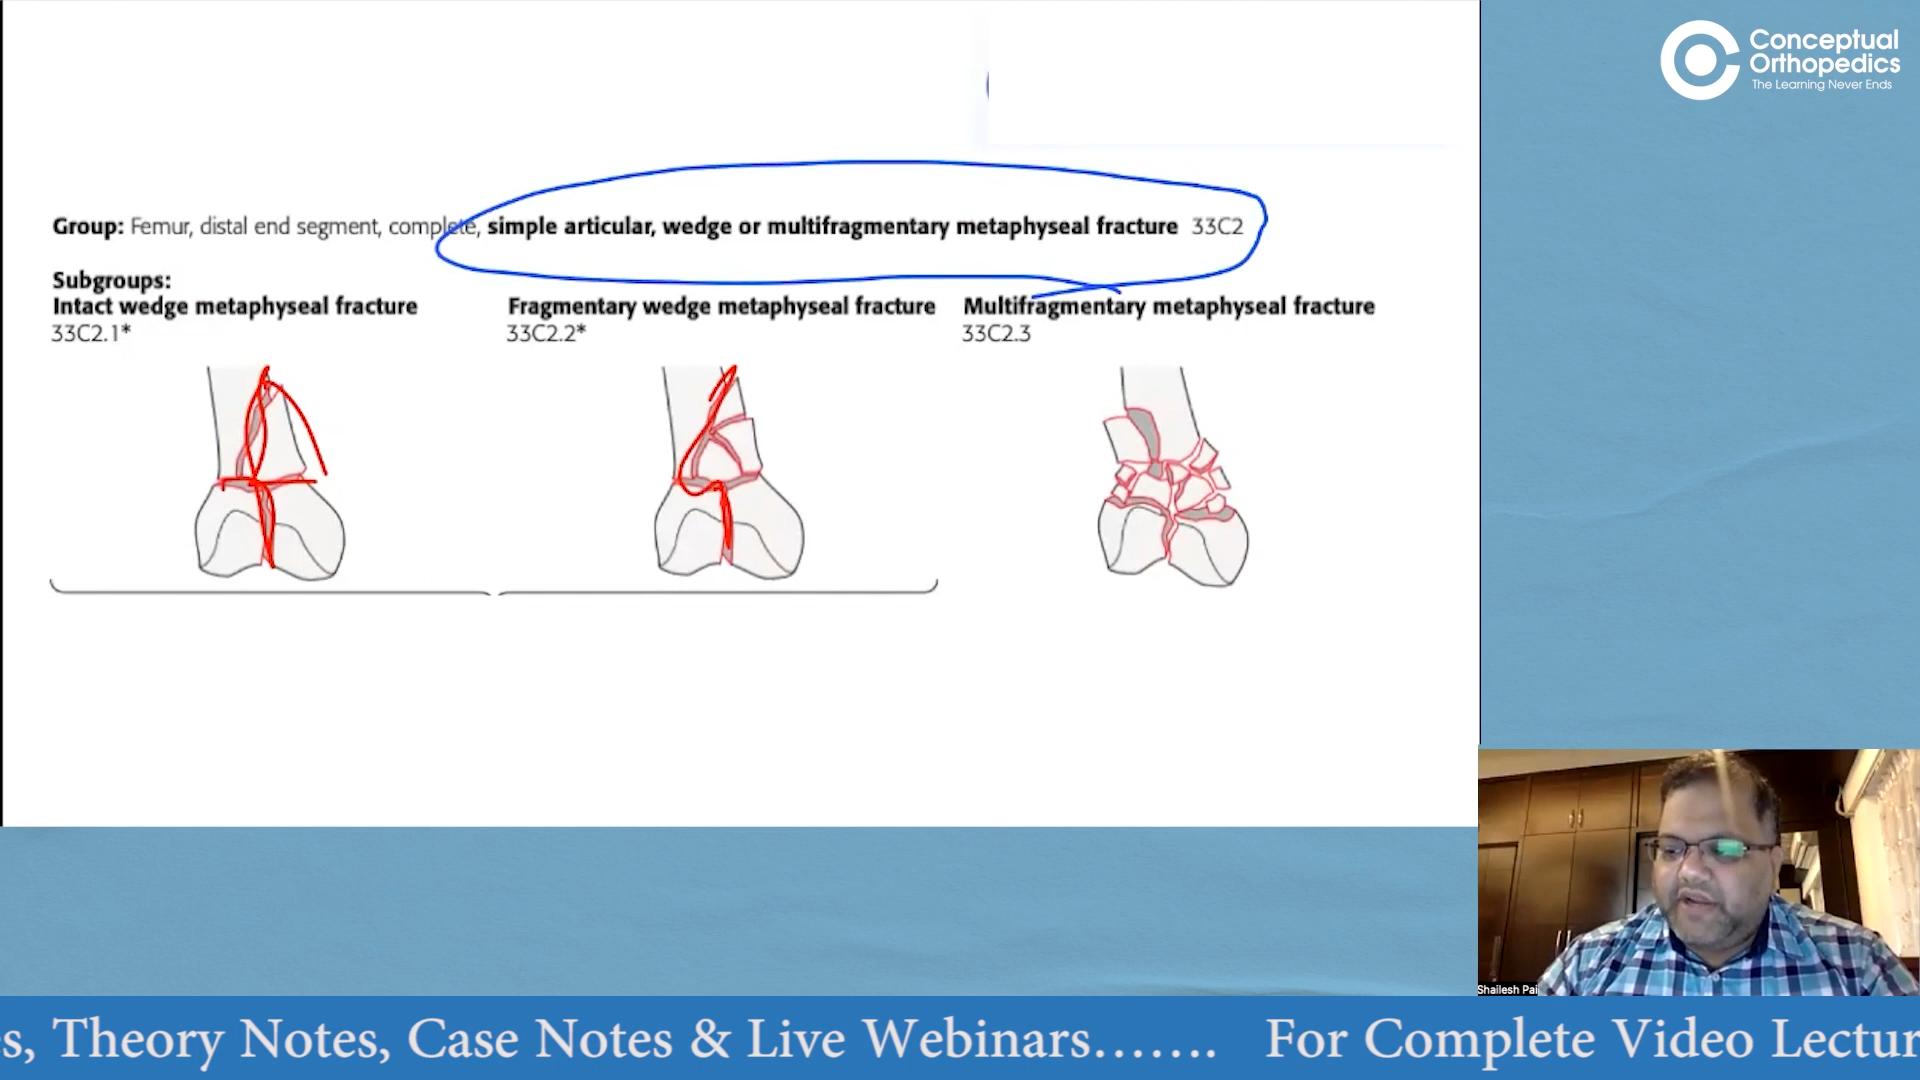 Conceptual
Orthopedics
The Learning Never Ends
Group: Femur, distal end segment, complete, simple articular, wedge or multifragmentary metaphyseal fracture 33C2
Subgroups:
Intact wedge metaphyseal fracture
33C2.1*
Fragmentary wedge metaphyseal fracture
33C2.2*
Multifragmentary metaphyseal fracture
33C2.3
Shailesh Pai
s, Theory Notes, Case Notes & Live Webinars....... For Complete Video Lectur